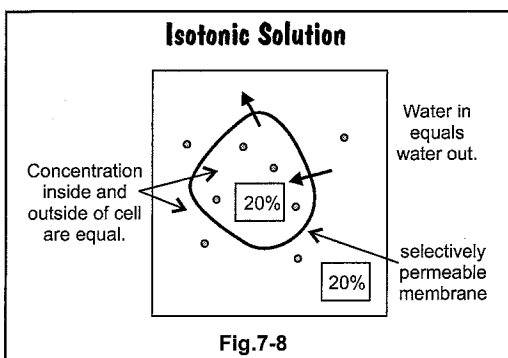 Isotonic Solution
Water in
equals
water out.
Concentration
inside and
outside of cell
are equal.
20%
selectively
permeable
membrane
20%
Fig.7-8